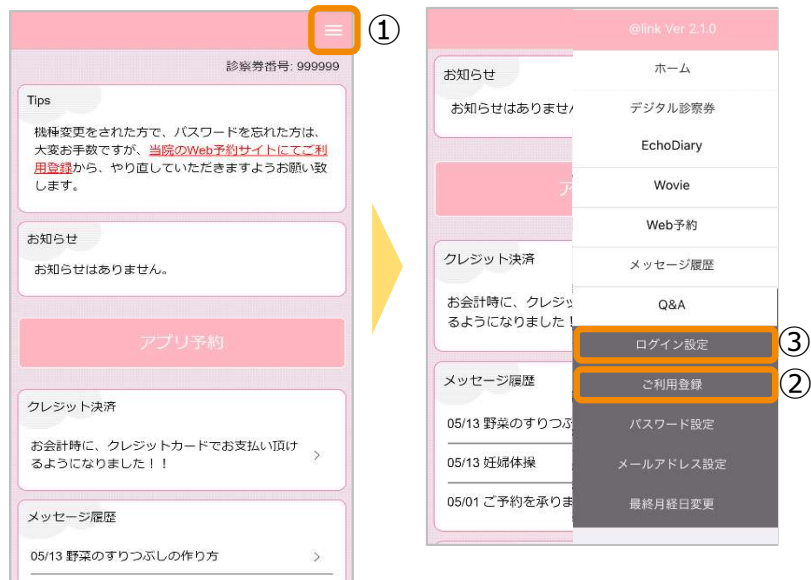 ①
診察券番号: 999999
Tips
機種変更をされた方で、パスワードを忘れた方は、
大変お手数ですが、当院のWeb予約サイトにてご利
用登録から、やり直していただきますようお願い致
します。
お知らせ
お知らせはありません。
アプリ予約
クレジット決済
お会計時に、クレジットカードでお支払い頂け
るようになりました！！
メッセージ履歴
05/13 野菜のすりつぶしの作り方
@link Ver 2.1.0
お知らせ
お知らせはありませ
ア
クレジット決済
お会計時に、クレジッ
るようになりました！
メッセージ履歴
05/13 野菜のすりつぶ
05/13 妊婦体操
05/01 ご予約を承りま
ホーム
デジタル診察券
EchoDiary
Wovie
Web予約
メッセージ履歴
Q&A
ログイン設定
③
ご利用登録
②
パスワード設定
メールアドレス設定
最終月経日変更